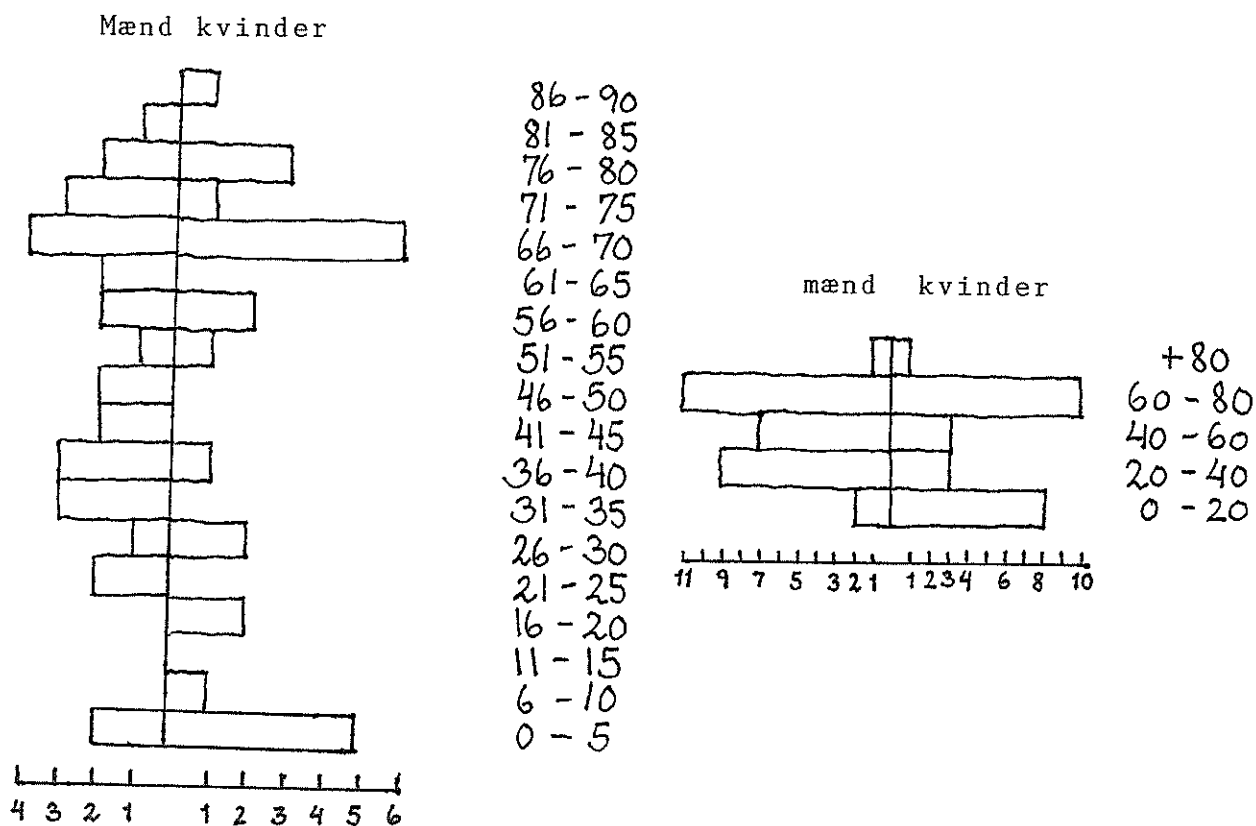 Mænd kvinder
86 - 90
81 - 85
76 - 80
71 - 75
66 - 70
61 - 65
56 - 60
51 - 55
46 - 50
41 - 45
36 - 40
31 - 35
26 - 30
21 - 25
16 - 20
11 - 15
6 - 10
0 - 5
4 3 2 1 1 2 3 4 5 6
mænd kvinder
+80
60 - 80
40 - 60
20 - 40
0 - 20
11 9 7 5 3 2 1 1 2 3 4 6 8 10